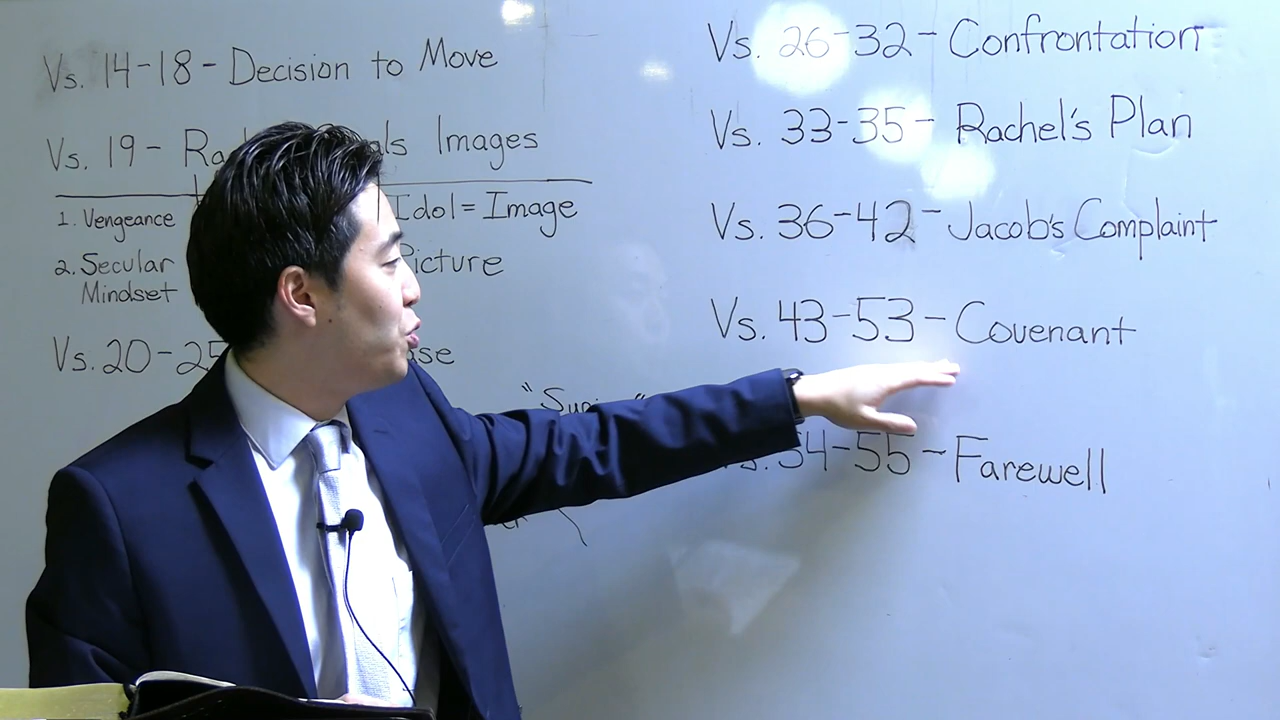 Vs. 14-18- Decision to Move
Vs. 19- Images
1. Vengeance
Idol = Image
2. Secular
Mindset
Picture
Vs. 20-25
Vs. 26-32- Confrontation
Vs. 33-35- Rachel's Plan
Vs. 36-42- Jacob's Complaint
Vs. 43-53- Covenant
54-55- Farewell